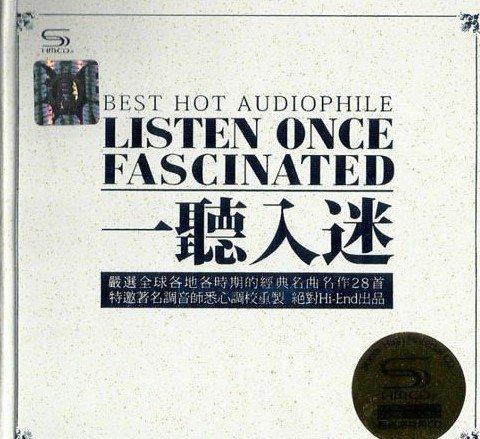 HMCD
BEST HOT AUDIOPHILE
LISTEN ONCE
FASCINATED
一聽入迷
嚴選全球各地各時期的經典名曲名作28首
特邀著名調音師悉心調校重製 絕對Hi-End出品
HMCD